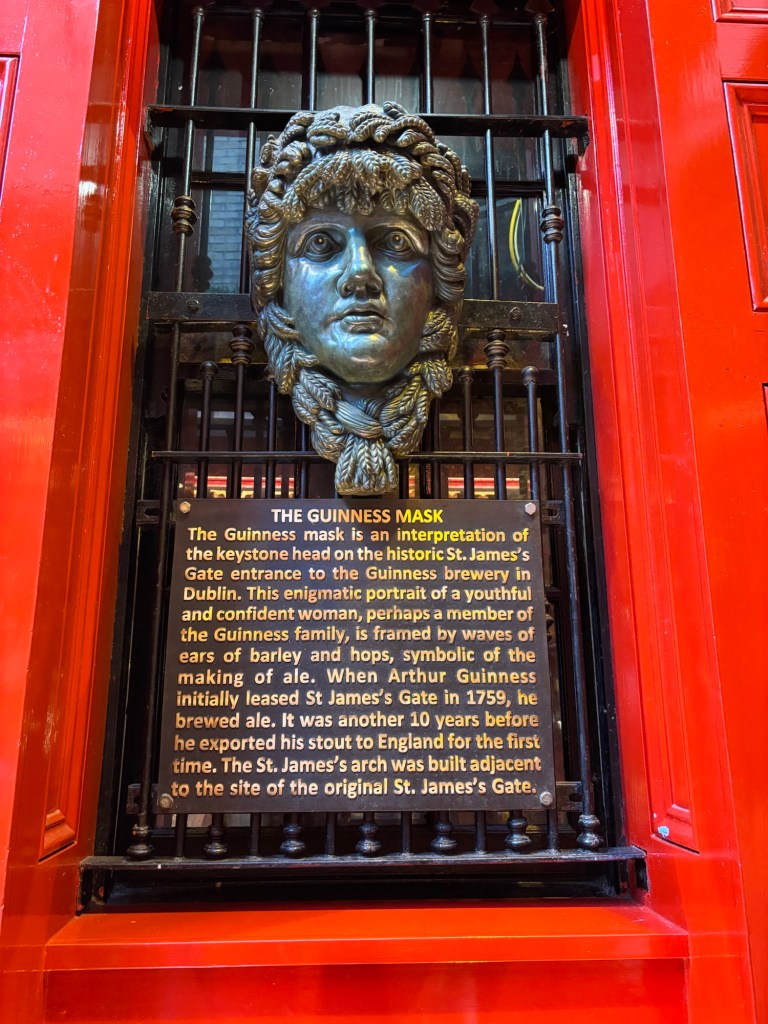 THE GUINNESS MASK
The Guinness mask is an interpretation of
the keystone head on the historic St. James's
Gate entrance to the Guinness brewery in
Dublin. This enigmatic portrait of a youthful
and confident woman, perhaps a member of
the Guinness family, is framed by waves of
ears of barley and hops, symbolic of the
making of ale. When Arthur Guinness
initially leased St James's Gate in 1759, he
brewed ale. It was another 10 years before
he exported his stout to England for the first
time. The St. James's arch was built adjacent
to the site of the original St. James's Gate.